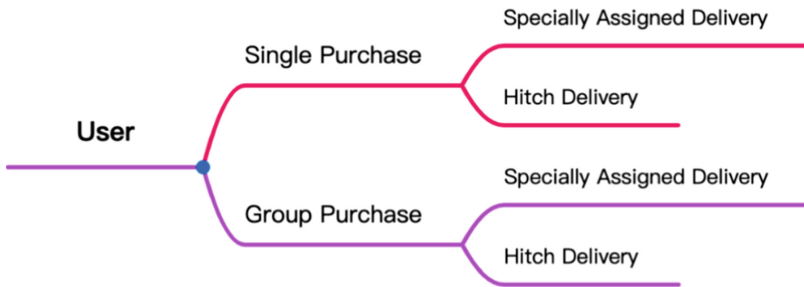 Specially Assigned Delivery
Single Purchase
Hitch Delivery
User
Specially Assigned Delivery
Group Purchase
Hitch Delivery